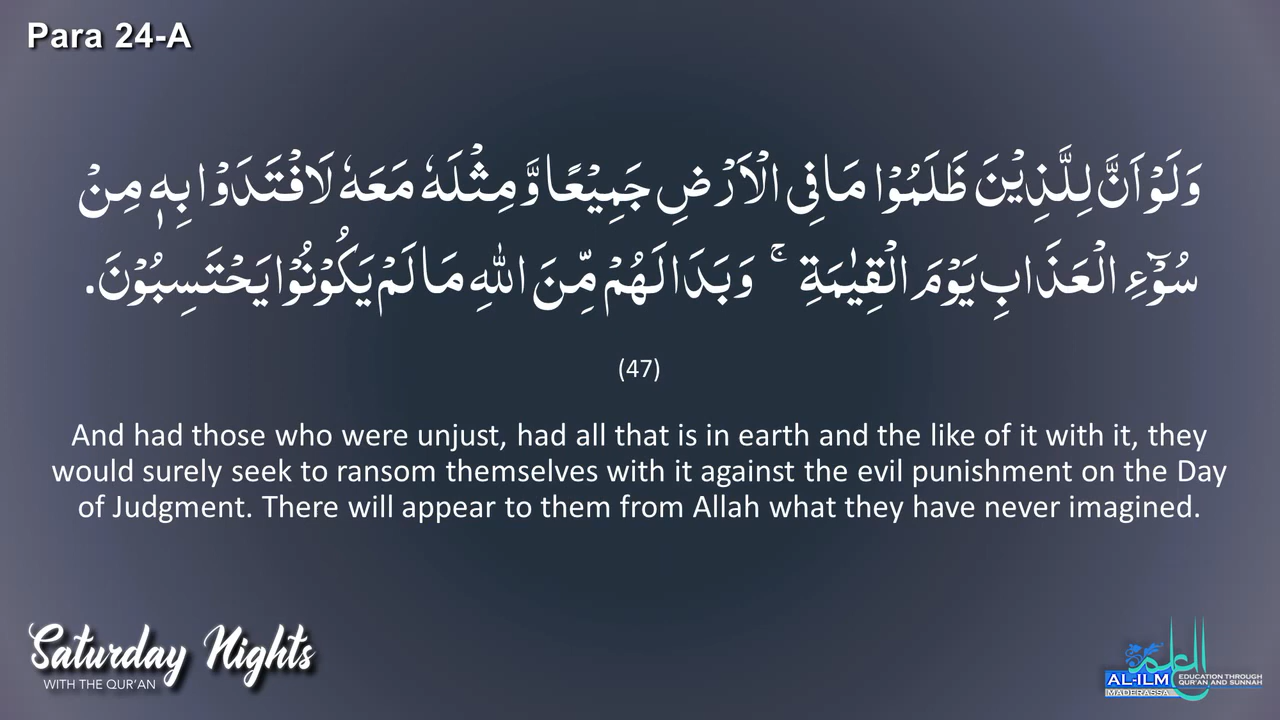 Para 24-A
وَلَوْ اَنَّ لِلَّذِيْنَ ظَلَمُوْا مَا فِى الْاَرْضِ جَمِيْعًا وَّمِثْلَهٗ مَعَهٗ لَافْتَدَوْا بِهٖ مِنْ
سُوْٓءِ الْعَذَابِ يَوْمَ الْقِيٰمَةِ ۚ وَبَدَا لَهُمْ مِّنَ اللّٰهِ مَا لَمْ يَكُوْنُوْا يَحْتَسِبُوْنَ.
(47)
And had those who were unjust, had all that is in earth and the like of it with it, they
would surely seek to ransom themselves with it against the evil punishment on the Day
of Judgment. There will appear to them from Allah what they have never imagined.
Saturday Nights
WITH THE QUR'AN
العلم
AL-ILM
MADERASSA
EDUCATION THROUGH
QUR'AN AND SUNNAH